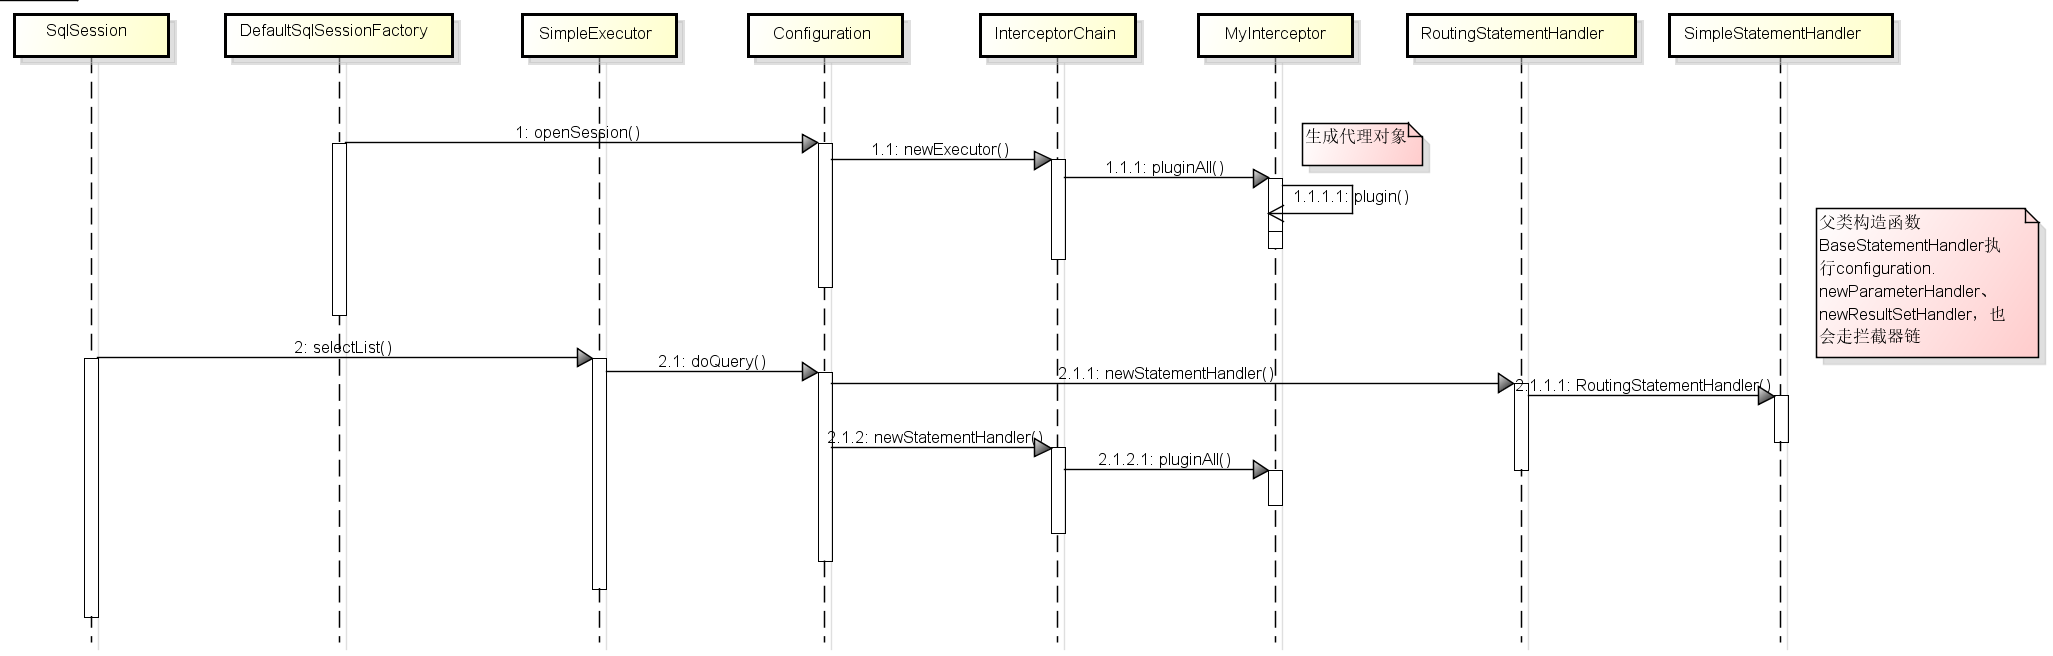 SqlSession
DefaultSqlSessionFactory
SimpleExecutor
Configuration
InterceptorChain
MyInterceptor
RoutingStatementHandler
SimpleStatementHandler
1: openSession()
生成代理对象
1.1: newExecutor()
1.1.1: pluginAll()
1.1.1.1: plugin()
父类构造函数
BaseStatementHandler执
行configuration.
newParameterHandler、
newResultSetHandler，也
会走拦截器链
2: selectList()
2.1: doQuery()
2.1.1: newStatementHandler()
2.1.1.1: RoutingStatementHandler()
2.1.2: newStatementHandler()
2.1.2.1: pluginAll()